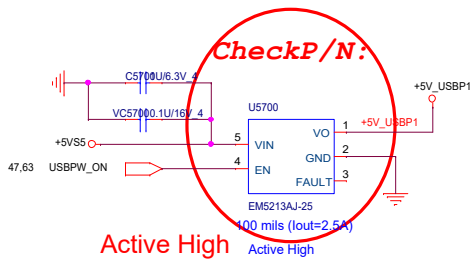 CheckP/N:
C5701U/6.3V_4
VC57000.1U/16V_4
U5700
+5V_USBP1
+5VS5
5
VIN
VO
1
+5V_USBP1
47,63
USBPW_ON
4
EN
GND
2
FAULT
3
EM5213AJ-25
100 mils (Iout=2.5A)
Active High
Active High